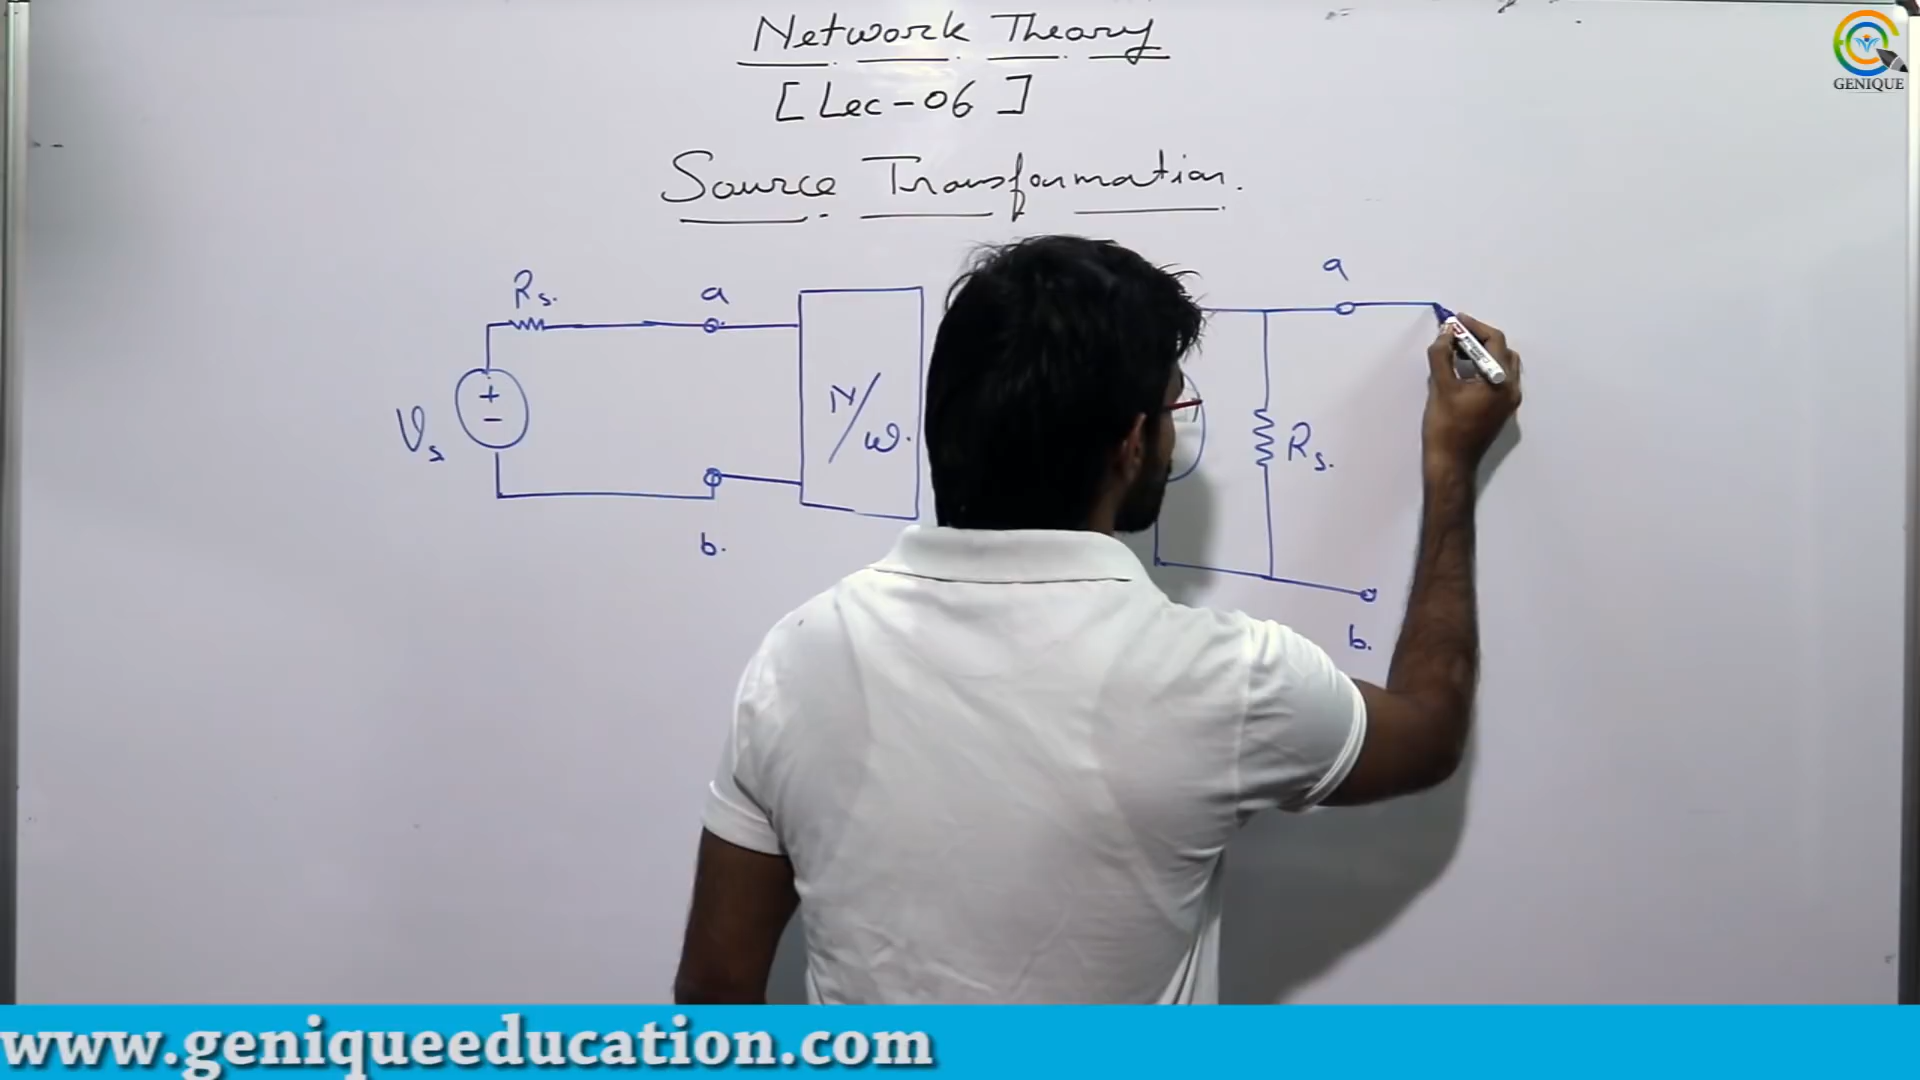 Network Theory
[Lec-06]
Source Transformation.
GENIQUE
Rs.
a
Vs
+
-
N/W.
b.
a
Rs.
b.
www.geniqueeducation.com